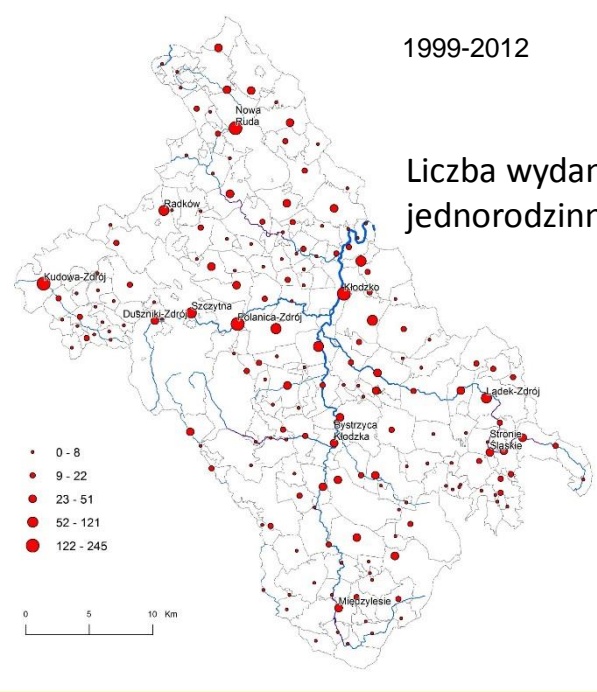 1999-2012
Liczba wydan
jednorodzinn
Nowa
Ruda
Radków
Kudowa-Zdrój
Duszniki-Zdrój
Szczytna
Polanica-Zdrój
Kłodzko
Lądek-Zdrój
Bystrzyca
Kłodzka
Stronie
Śląskie
Międzylesie
0 - 8
9 - 22
23 - 51
52 - 121
122 - 245
0 5 10 Km